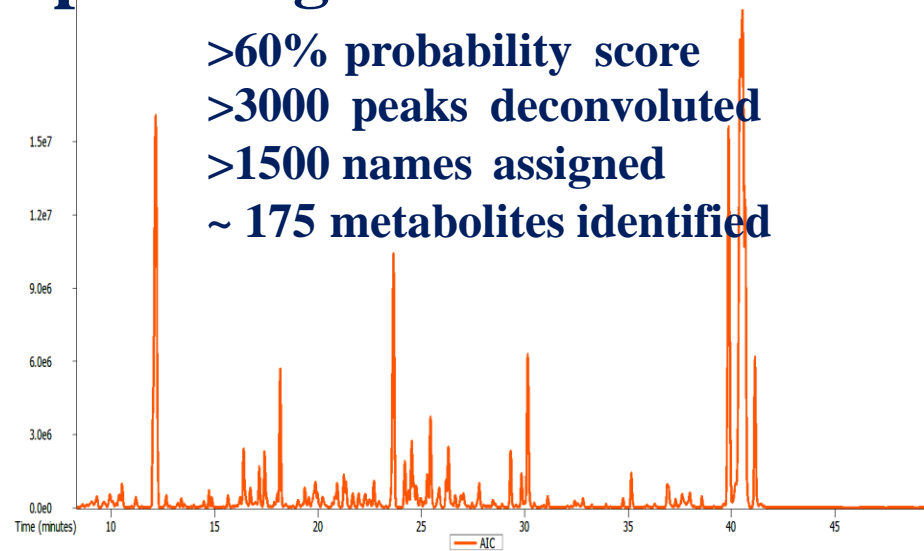 >60% probability score
>3000 peaks deconvoluted
>1500 names assigned
~ 175 metabolites identified
1.5e7
1.2e7
9.0e6
6.0e6
3.0e6
0.0e0
Time (minutes) 10 15 20 25 30 35 40 45
AIC